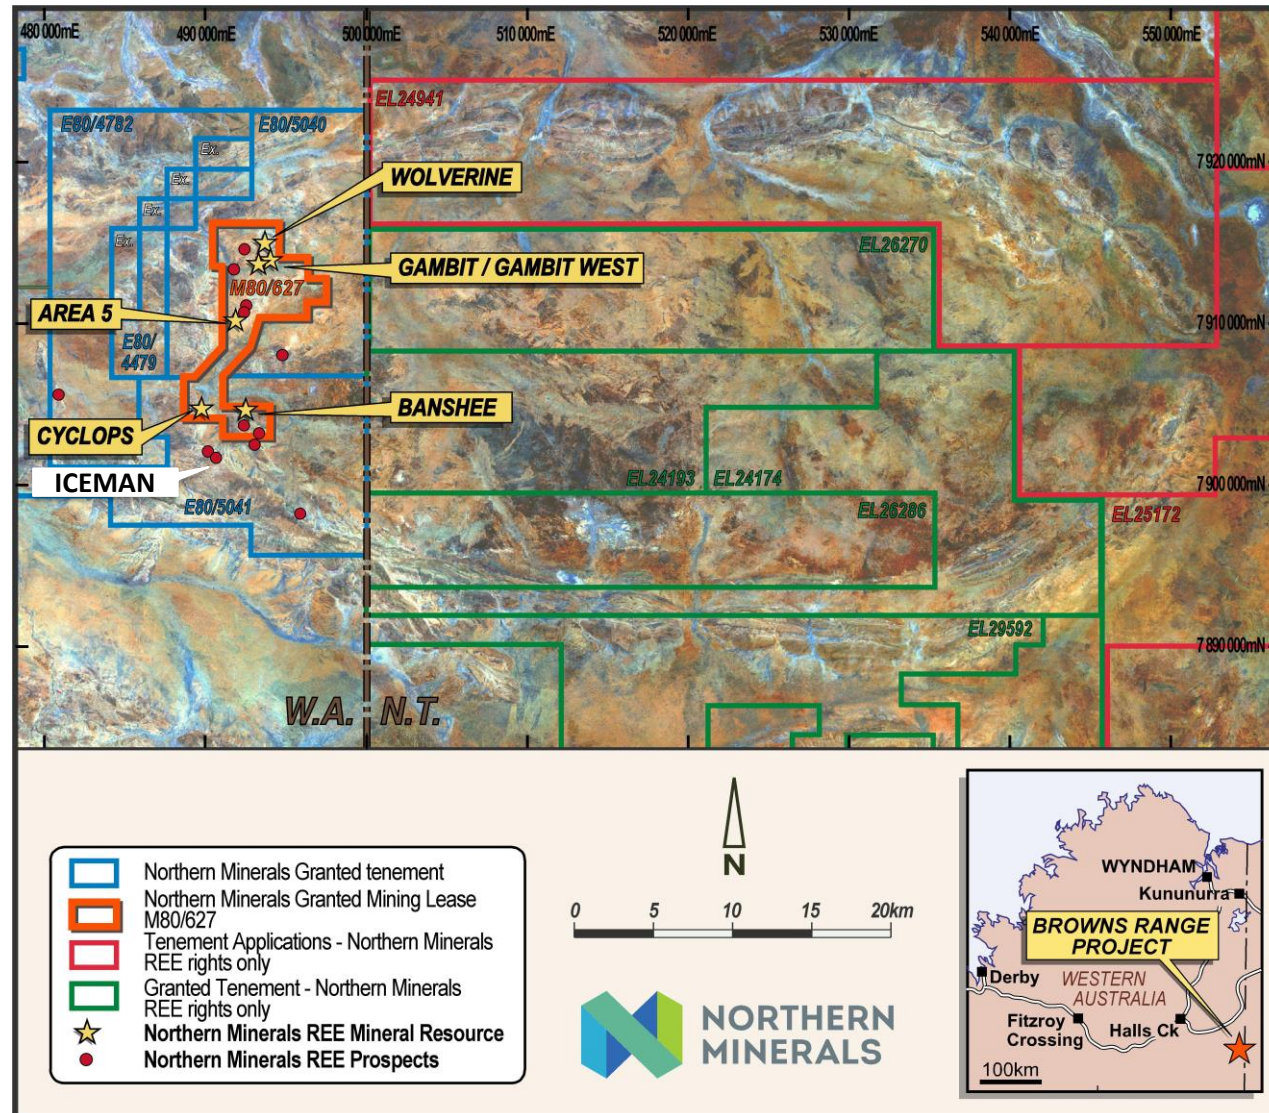 480 000mE
490 000mE
500 000mE
510 000mE
520 000mE
530 000mE
540 000mE
550 000mE
EL24941
E80/4782
E80/5040
Ex.
7 920 000mN
Ex.
WOLVERINE
Ex.
Ex.
EL26270
GAMBIT / GAMBIT WEST
M80/627
AREA 5
7 910 000mN
E80/
4479
BANSHEE
CYCLOPS
ICEMAN
EL24193
EL24174
7 900 000mN
E80/5041
EL26286
EL25172
EL29592
7 890 000mN
W.A.
N.T.
Northern Minerals Granted tenement
Northern Minerals Granted Mining Lease
M80/627
Tenement Applications - Northern Minerals
REE rights only
Granted Tenement - Northern Minerals
REE rights only
Northern Minerals REE Mineral Resource
Northern Minerals REE Prospects
N
0 5 10 15 20km
NORTHERN
MINERALS
WYNDHAM
Kununurra
BROWNS RANGE
PROJECT
Derby
WESTERN
AUSTRALIA
Fitzroy
Crossing
Halls Ck
100km